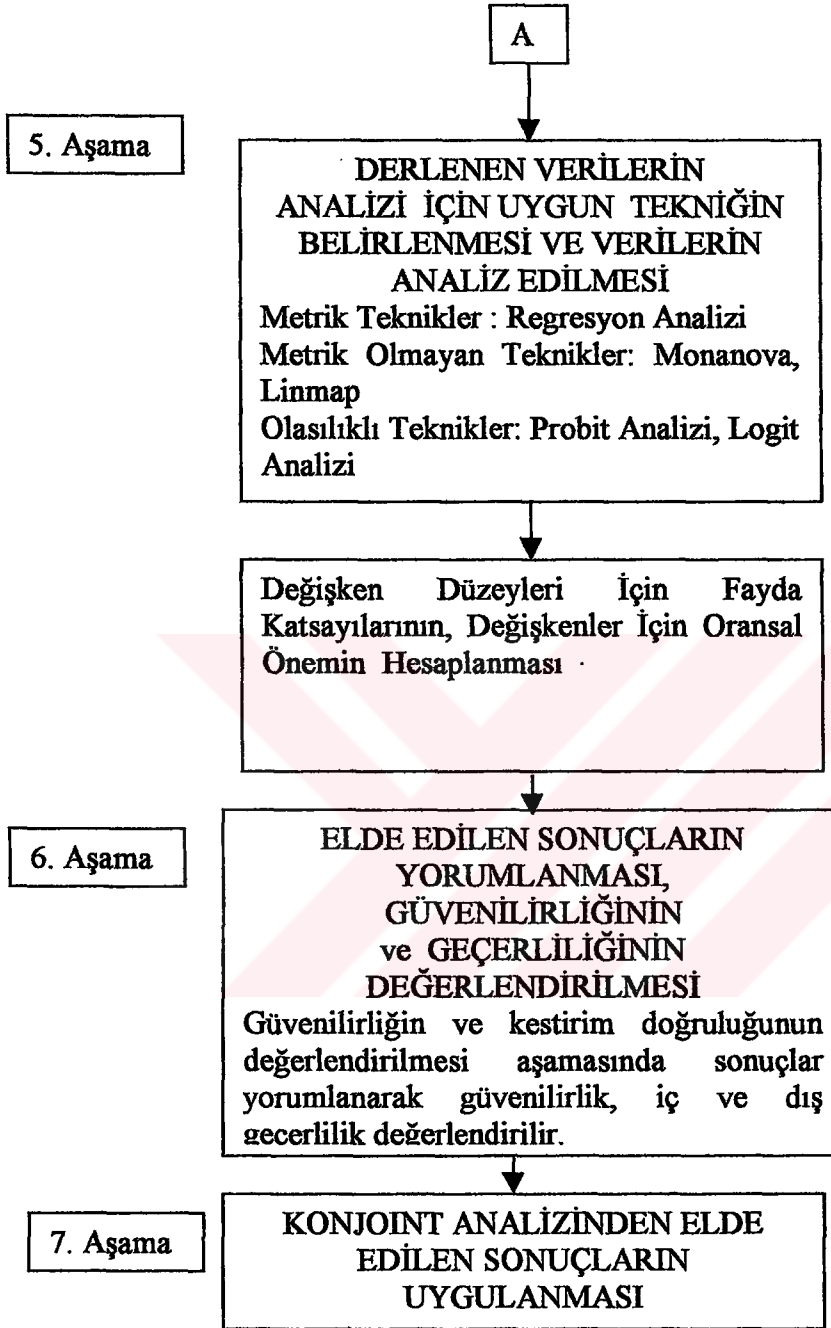 A
5. Aşama
DERLENEN VERİLERİN
ANALİZİ İÇİN UYGUN TEKNİĞİN
BELİRLENMESİ VE VERİLERİN
ANALİZ EDİLMESİ
Metrik Teknikler : Regresyon Analizi
Metrik Olmayan Teknikler: Monanova,
Linmap
Olasılıklı Teknikler: Probit Analizi, Logit
Analizi
Değişken Düzeyleri İçin Fayda
Katsayılarının, Değişkenler İçin Oransal
Önemin Hesaplanması
6. Aşama
ELDE EDİLEN SONUÇLARIN
YORUMLANMASI,
GÜVENİLİRLİĞİNİN
ve GEÇERLİLİĞİNİN
DEĞERLENDİRİLMESİ
Güvenilirliğin ve kestirim doğruluğunun
değerlendirilmesi aşamasında sonuçlar
yorumlanarak güvenilirlik, iç ve dış
geçerlilik değerlendirilir.
7. Aşama
KONJOINT ANALİZİNDEN ELDE
EDİLEN SONUÇLARIN
UYGULANMASI